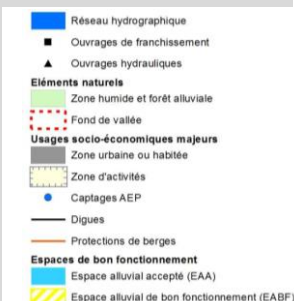 Réseau hydrographique
Ouvrages de franchissement
Ouvrages hydrauliques
Eléments naturels
Zone humide et forêt alluviale
Fond de vallée
Usages socio-économiques majeurs
Zone urbaine ou habitée
Zone d'activités
Captages AEP
Digues
Protections de berges
Espaces de bon fonctionnement
Espace alluvial accepté (EAA)
Espace alluvial de bon fonctionnement (EABF)